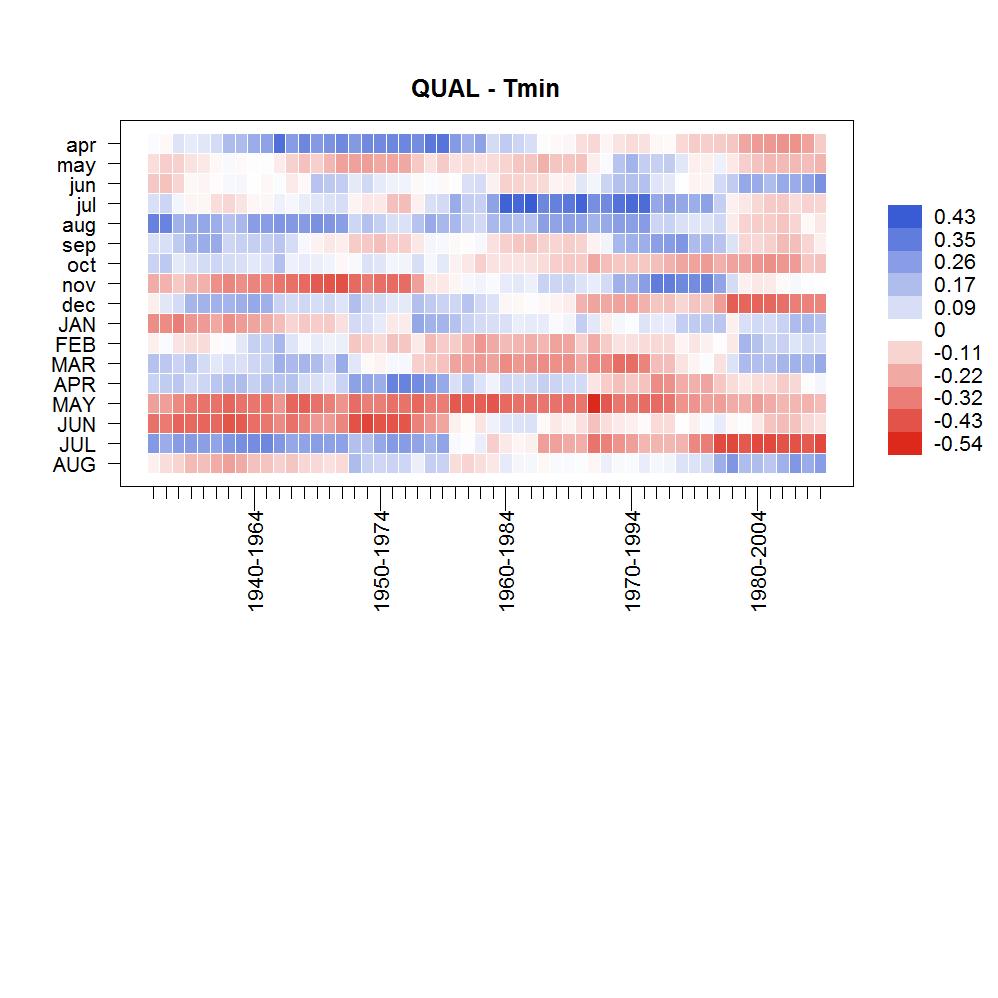 QUAL - Tmin
apr
may
jun
jul
aug
sep
oct
nov
dec
JAN
FEB
MAR
APR
MAY
JUN
JUL
AUG
0.43
0.35
0.26
0.17
0.09
0
-0.11
-0.22
-0.32
-0.43
-0.54
1940-1964
1950-1974
1960-1984
1970-1994
1980-2004